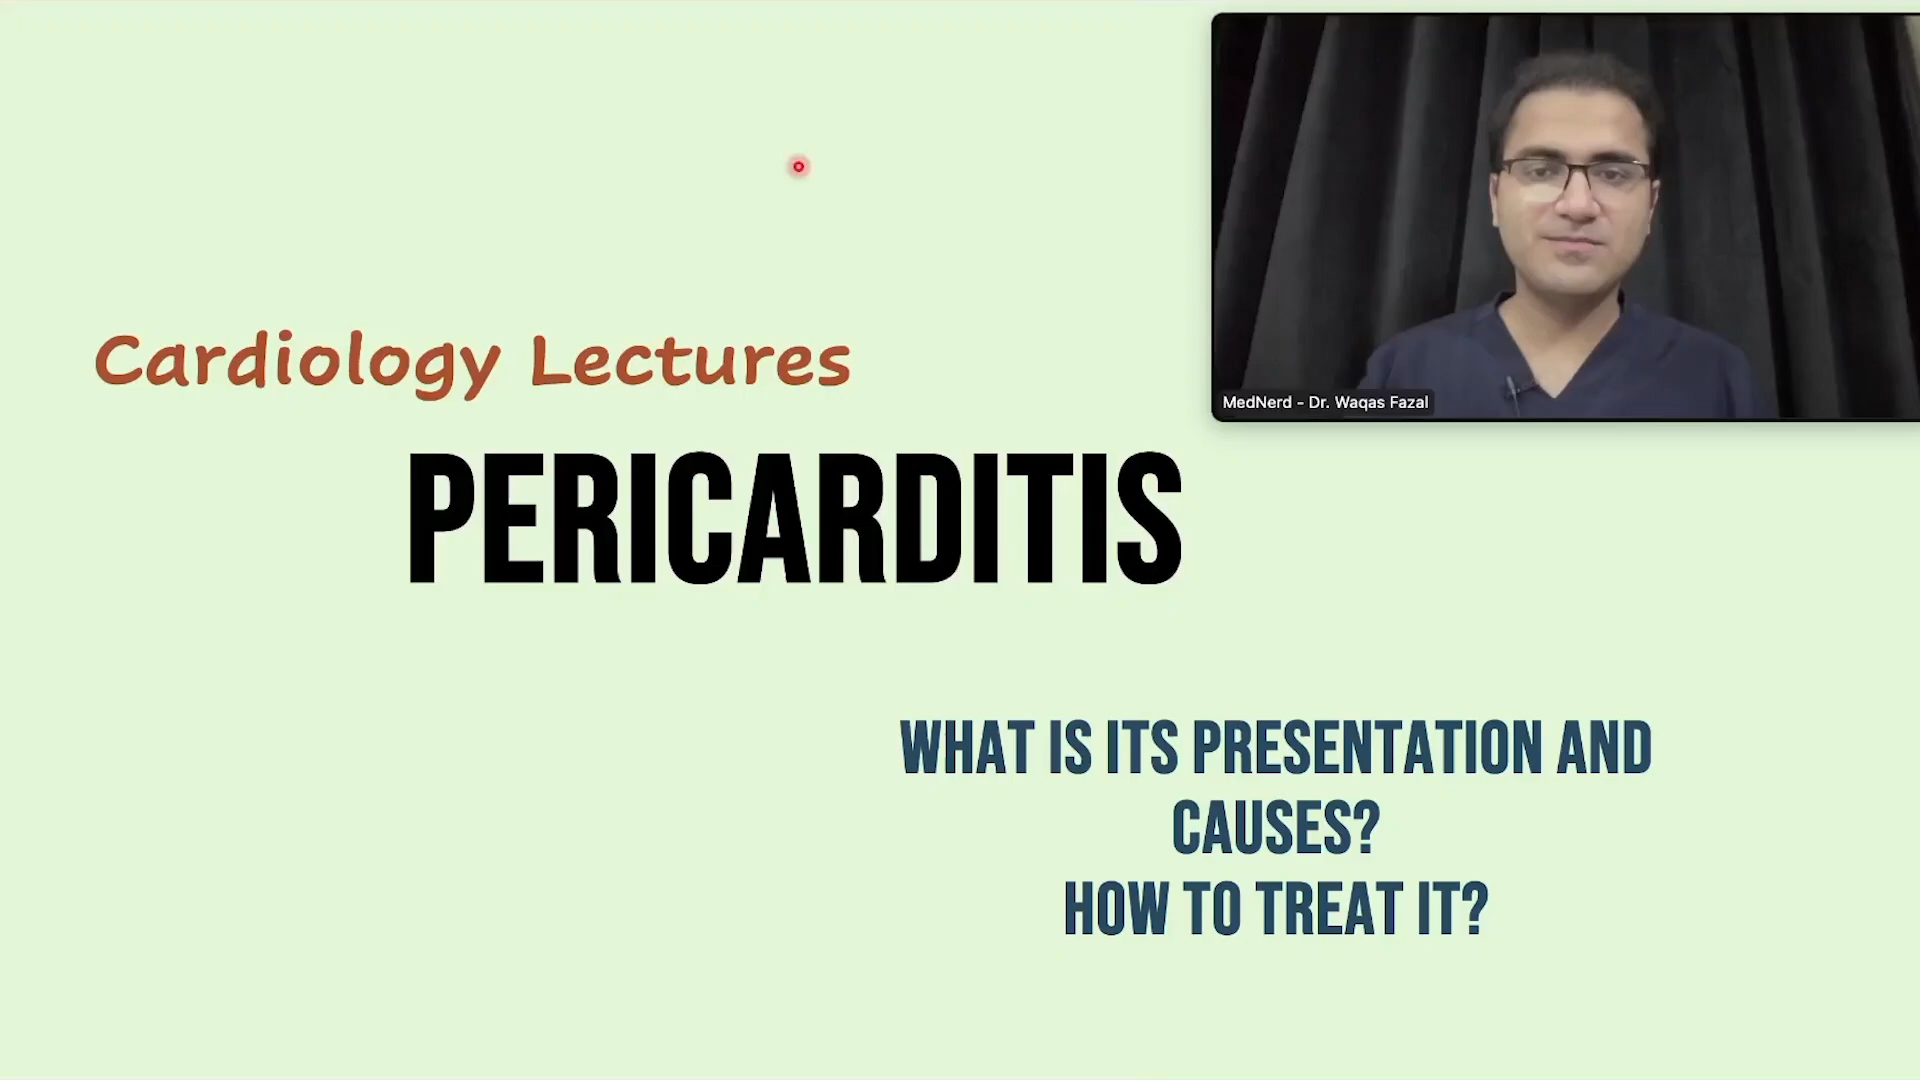 Cardiology Lectures
PERICARDITIS
WHAT IS ITS PRESENTATION AND
CAUSES?
HOW TO TREAT IT?
MedNerd - Dr. Waqas Fazal